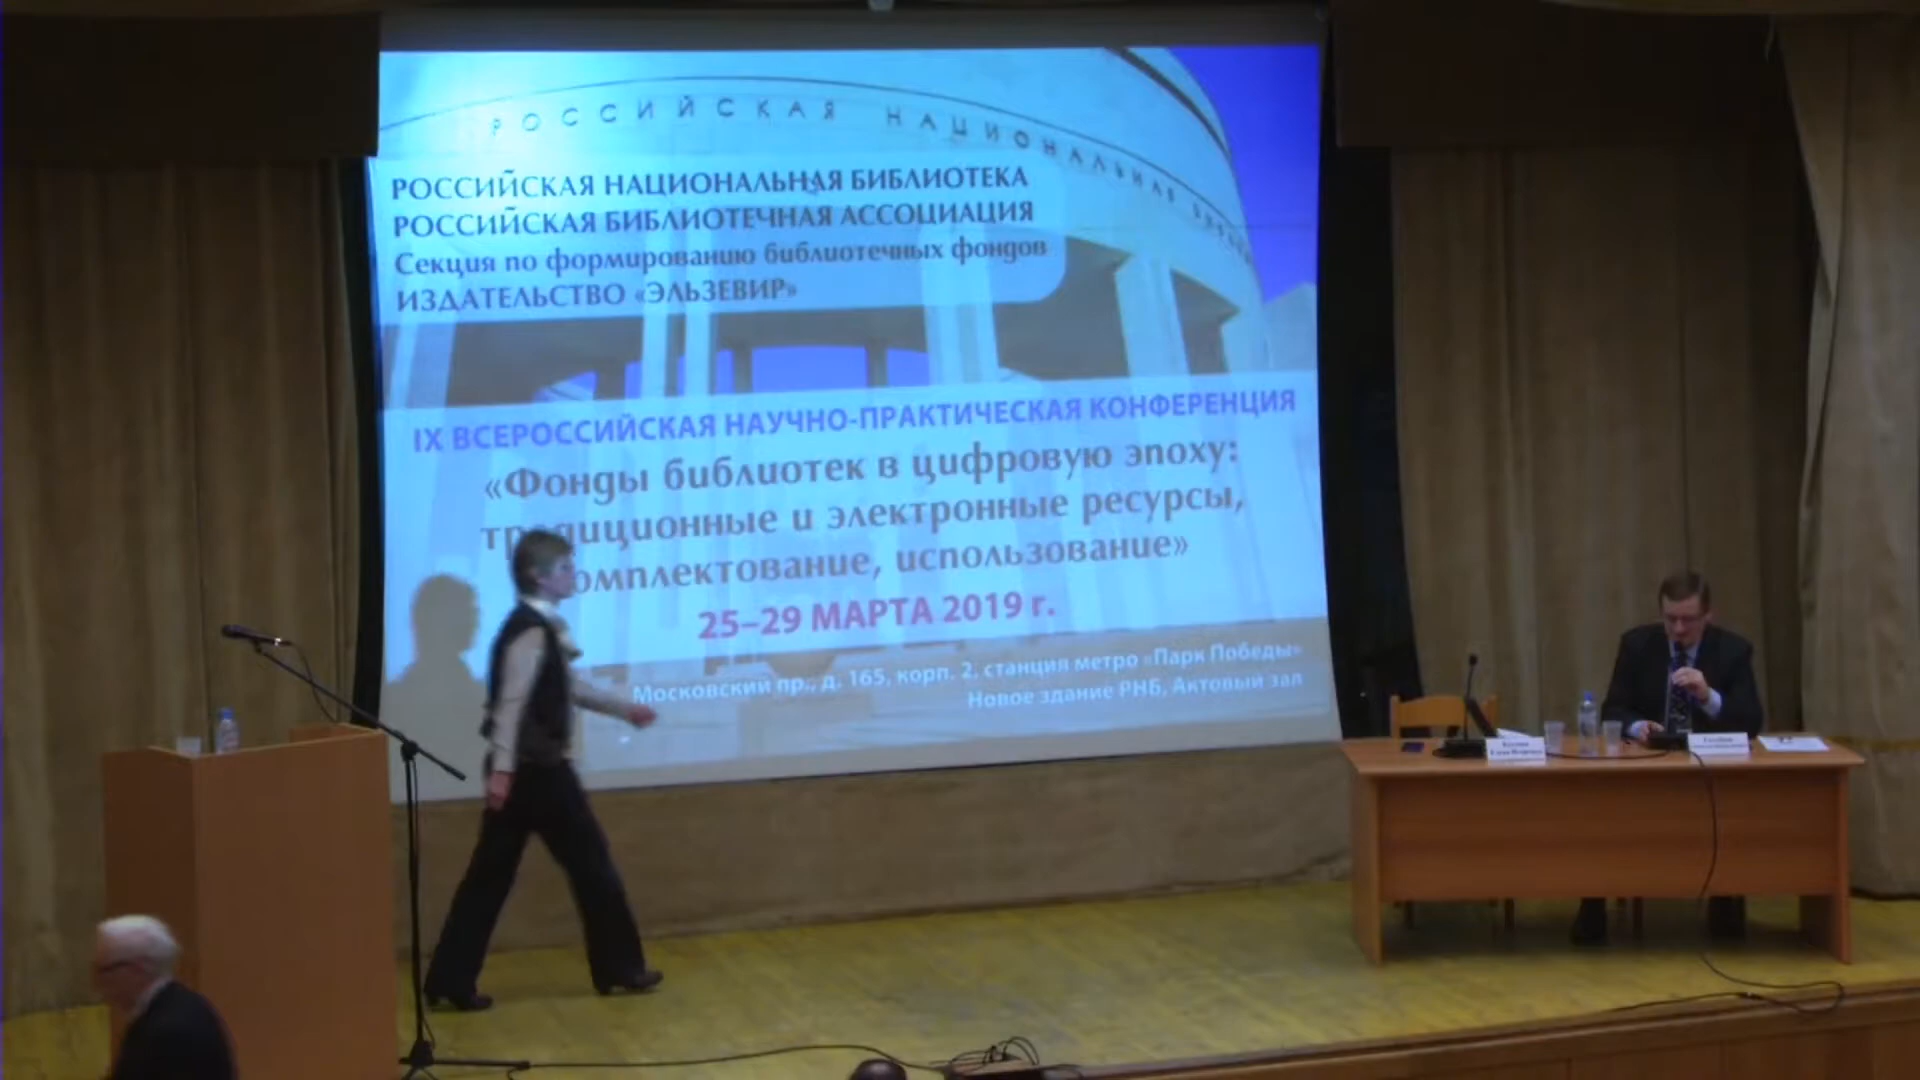 РОССИЙСКАЯ НАЦИОНАЛЬНАЯ
РОССИЙСКАЯ НАЦИОНАЛЬНАЯ БИБЛИОТЕКА
РОССИЙСКАЯ БИБЛИОТЕЧНАЯ АССОЦИАЦИЯ
Секция по формированию библиотечных фондов
ИЗДАТЕЛЬСТВО «ЭЛЬЗЕВИР»
IX ВСЕРОССИЙСКАЯ НАУЧНО-ПРАКТИЧЕСКАЯ КОНФЕРЕНЦИЯ
«Фонды библиотек в цифровую эпоху:
традиционные и электронные ресурсы,
омплектование, использование»
25–29 МАРТА 2019 г.
Московский пр., д. 165, корп. 2, станция метро «Парк Победы»
Новое здание РНБ, Актовый зал